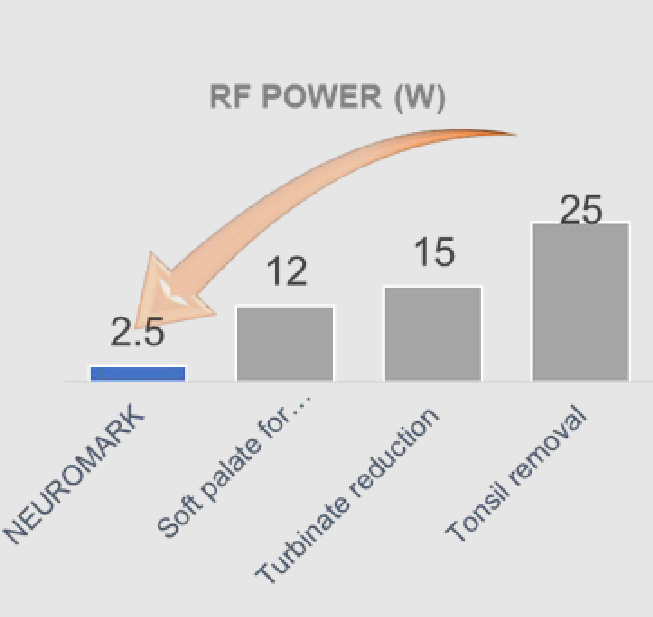 RF POWER (W)
2.5
12
15
25
NEUROMARK
Soft palate for...
Turbinate reduction
Tonsil removal